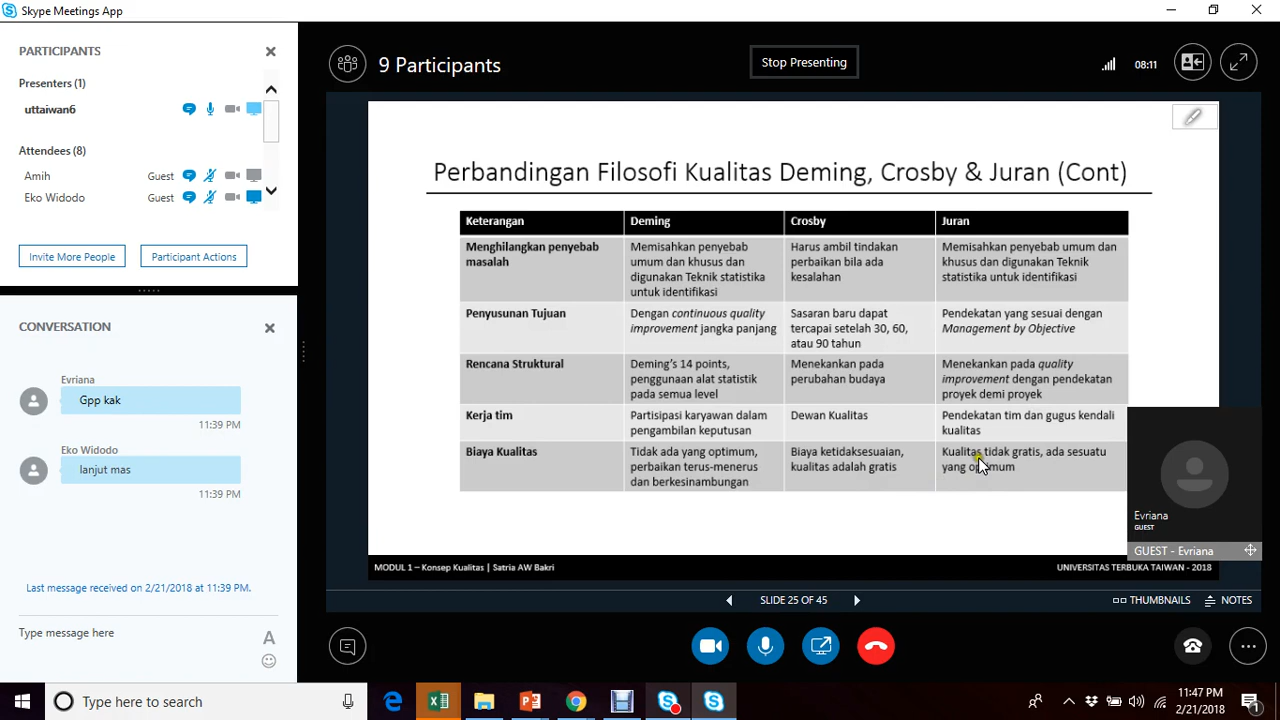 Skype Meetings App
PARTICIPANTS
Presenters (1)
uttaiwan6
Attendees (8)
Amih Guest
Eko Widodo Guest
Invite More People
Participant Actions
CONVERSATION
Evriana
Gpp kak
11:39 PM
Eko Widodo
lanjut mas
11:39 PM
Last message received on 2/21/2018 at 11:39 PM.
Type message here
A
9 Participants
Stop Presenting
08:11
Perbandingan Filosofi Kualitas Deming, Crosby & Juran (Cont)
Keterangan Deming Crosby Juran
Menghilangkan penyebab
masalah
Memisahkan penyebab
umum dan khusus dan
digunakan Teknik statistika
untuk identifikasi
Harus ambil tindakan
perbaikan bila ada
kesalahan
Memisahkan penyebab umum dan
khusus dan digunakan Teknik
statistika untuk identifikasi
Penyusunan Tujuan
Dengan continuous quality
improvement jangka panjang
Sasaran baru dapat
tercapai setelah 30, 60,
atau 90 tahun
Pendekatan yang sesuai dengan
Management by Objective
Rencana Struktural
Deming's 14 points,
penggunaan alat statistik
pada semua level
Menekankan pada
perubahan budaya
Menekankan pada quality
improvement dengan pendekatan
proyek demi proyek
Kerja tim
Partisipasi karyawan dalam
pengambilan keputusan
Dewan Kualitas
Pendekatan tim dan gugus kendali
kualitas
Biaya Kualitas
Tidak ada yang optimum,
perbaikan terus-menerus
dan berkesinambungan
Biaya ketidaksesuaian,
kualitas adalah gratis
Kualitas tidak gratis, ada sesuatu
yang optimum
Evriana
GUEST
GUEST - Evriana
MODUL 1 – Konsep Kualitas | Satria AW Bakri
UNIVERSITAS TERBUKA TAIWAN - 2018
SLIDE 25 OF 45
THUMBNAILS
NOTES
Type here to search
11:47 PM
2/21/2018
1